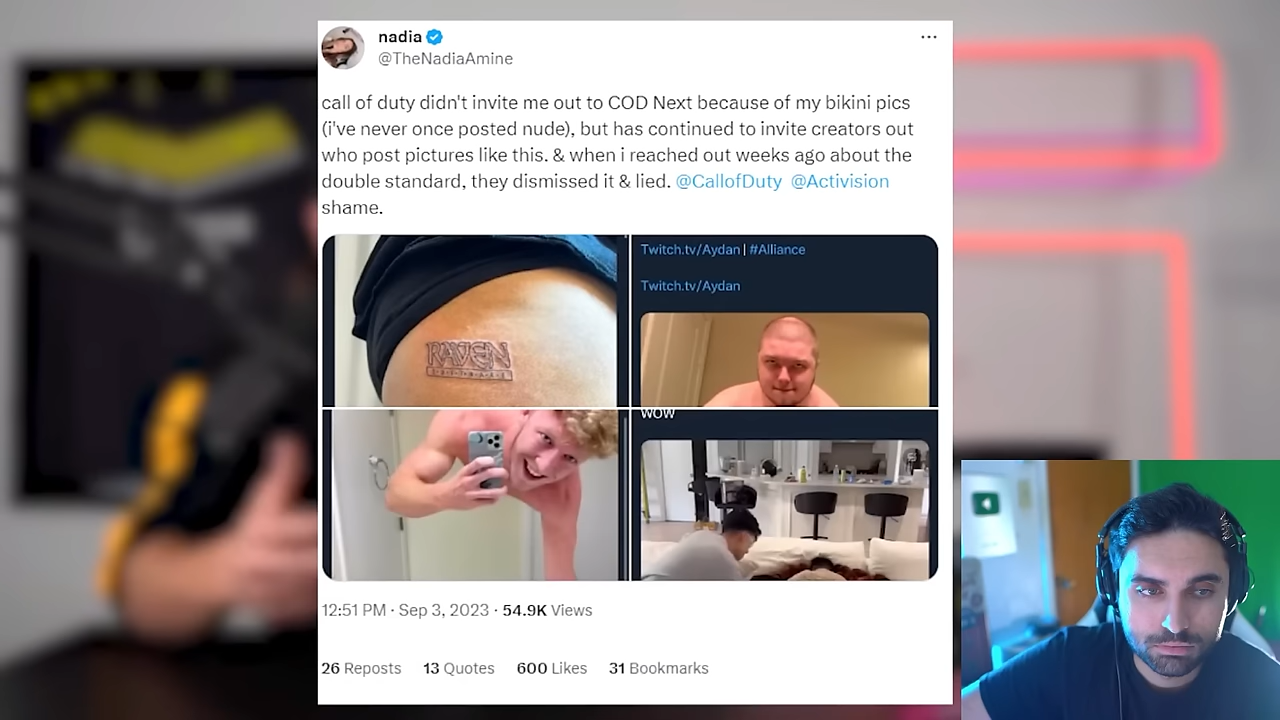 nadia
@TheNadiaAmine
call of duty didn't invite me out to COD Next because of my bikini pics
(i've never once posted nude), but has continued to invite creators out
who post pictures like this. & when i reached out weeks ago about the
double standard, they dismissed it & lied. @CallofDuty @Activision
shame.
RAVEN
Twitch.tv/Aydan | #Alliance
Twitch.tv/Aydan
WOW
12:51 PM · Sep 3, 2023 · 54.9K Views
26 Reposts 13 Quotes 600 Likes 31 Bookmarks